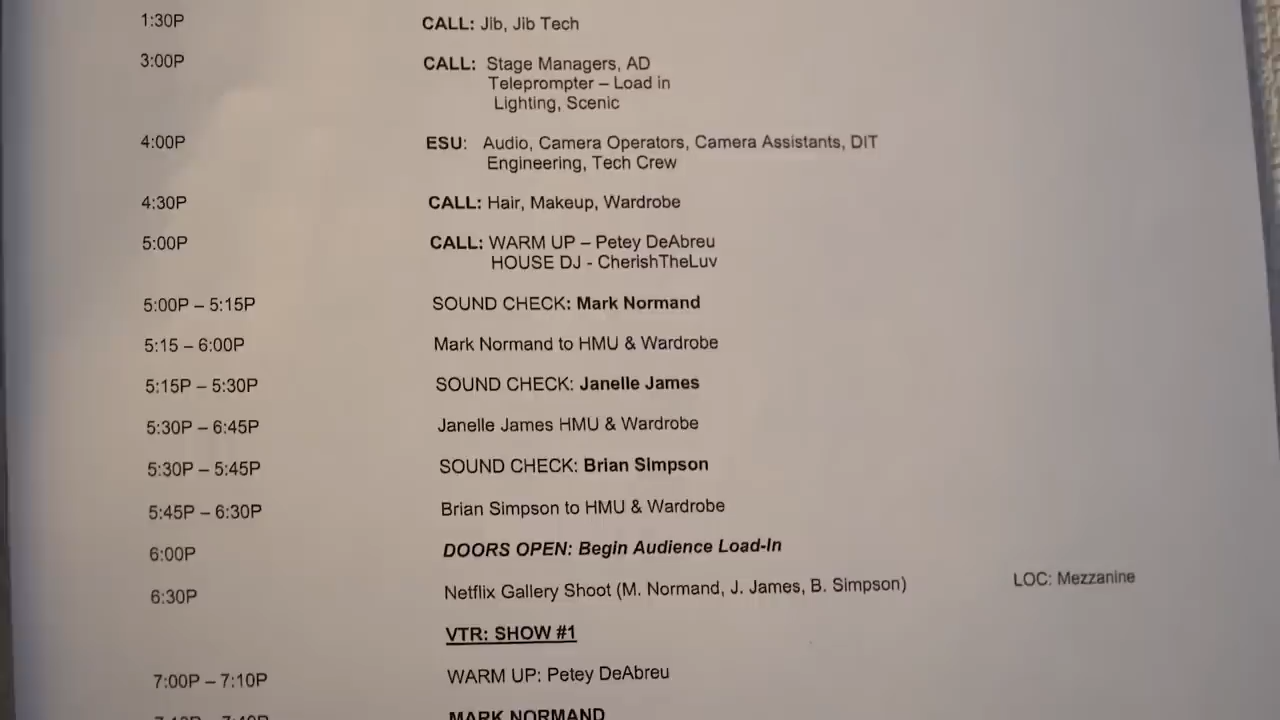 1:30P CALL: Jib, Jib Tech
3:00P CALL: Stage Managers, AD
Teleprompter – Load in
Lighting, Scenic
4:00P ESU: Audio, Camera Operators, Camera Assistants, DIT
Engineering, Tech Crew
4:30P CALL: Hair, Makeup, Wardrobe
5:00P CALL: WARM UP – Petey DeAbreu
HOUSE DJ - CherishTheLuv
5:00P – 5:15P SOUND CHECK: Mark Normand
5:15 – 6:00P Mark Normand to HMU & Wardrobe
5:15P – 5:30P SOUND CHECK: Janelle James
5:30P – 6:45P Janelle James HMU & Wardrobe
5:30P – 5:45P SOUND CHECK: Brian Simpson
5:45P – 6:30P Brian Simpson to HMU & Wardrobe
6:00P DOORS OPEN: Begin Audience Load-In
6:30P Netflix Gallery Shoot (M. Normand, J. James, B. Simpson) LOC: Mezzanine
VTR: SHOW #1
7:00P – 7:10P WARM UP: Petey DeAbreu
MARK NORMAND